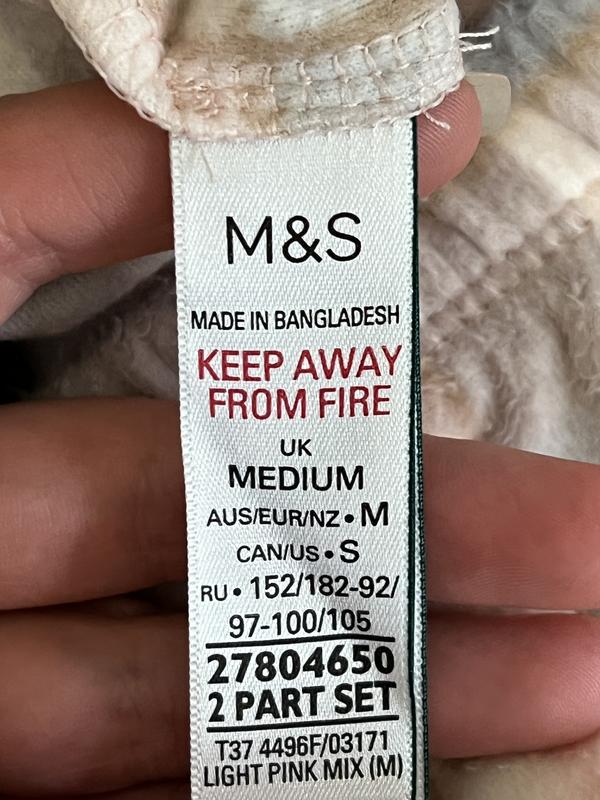 M&S
MADE IN BANGLADESH
KEEP AWAY
FROM FIRE
UK
MEDIUM
AUS/EUR/NZ • M
CAN/US • S
RU • 152/182-92/
97-100/105
27804650
2 PART SET
T37 4496F/03171
LIGHT PINK MIX (M)